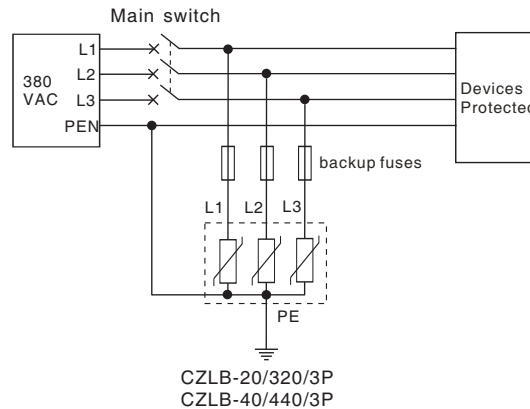 Main switch
380
VAC
L1
L2
L3
PEN
Devices
Protected
backup fuses
L1 L2 L3
PE
CZLB-20/320/3P
CZLB-40/440/3P